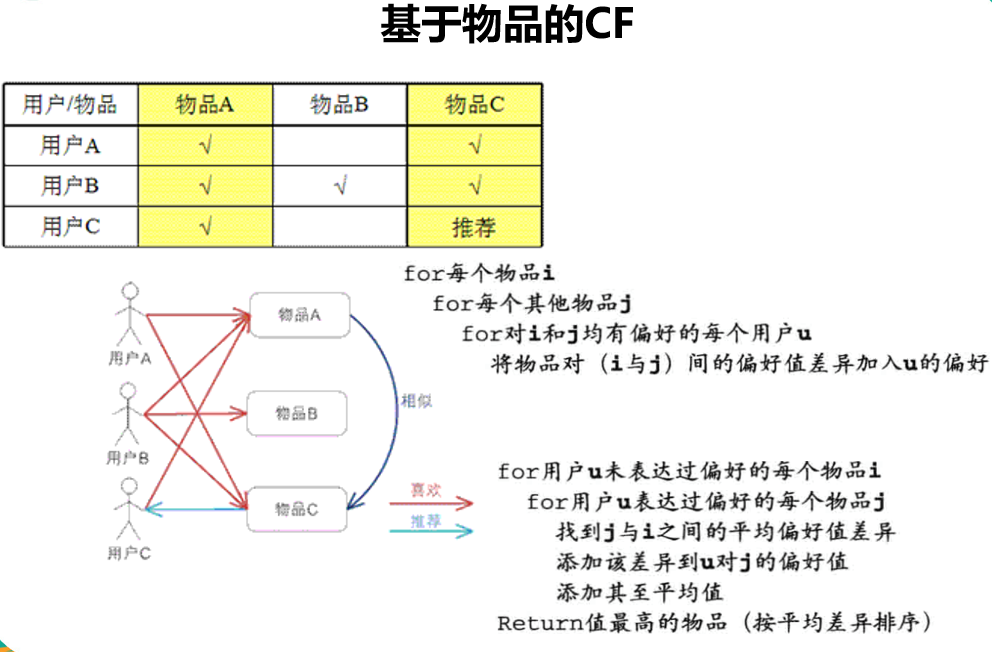 基于物品的CF
用户/物品 物品A 物品B 物品C
用户A √ √
用户B √ √ √
用户C √ 推荐
for每个物品i
for每个其他物品j
for对i和j均有偏好的每个用户u
将物品对（i与j）间的偏好值差异加入u的偏好
物品A
用户A
相似
物品B
用户B
for用户u未表达过偏好的每个物品i
for用户u表达过偏好的每个物品j
找到j与i之间的平均偏好值差异
添加该差异到u对j的偏好值
添加其至平均值
Return值最高的物品（按平均差异排序）
喜欢
物品C
推荐
用户C